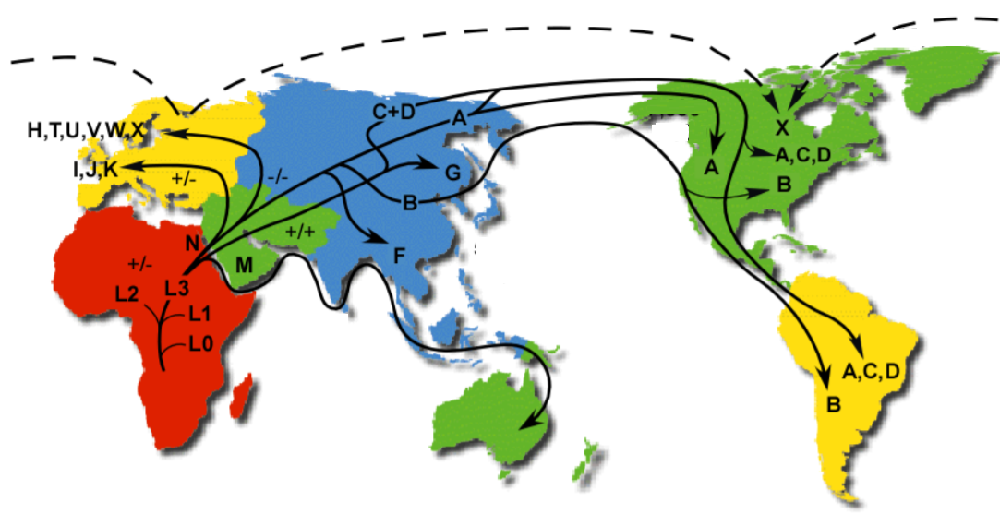 C+D
A
H,T,U,V,W,X
X
I,J,K
+/-
-/-
G
A
A,C,D
B
B
N
+/+
F
M
+/-
L3
L2
L1
L0
A,C,D
B